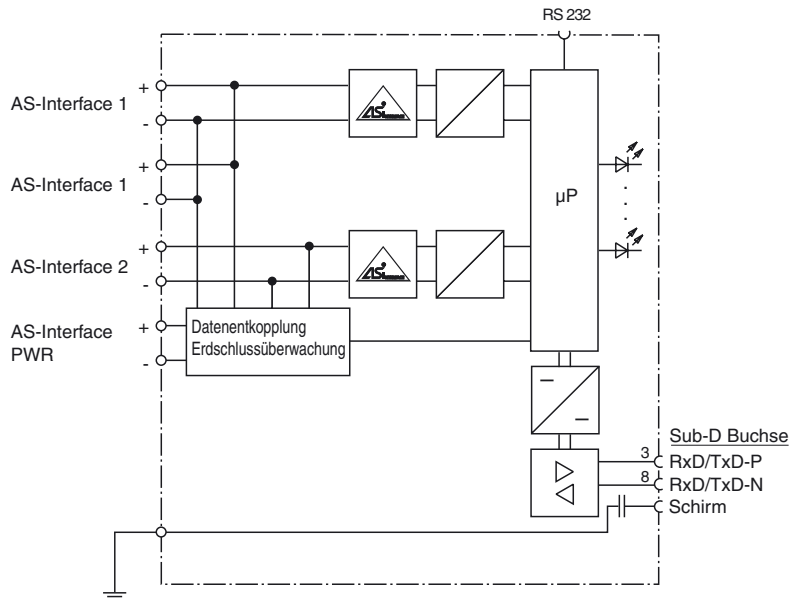 RS 232
+
AS-Interface 1
-
+
AS-Interface 1
-
µP
+
AS-Interface 2
-
+
AS-Interface
PWR
-
Datenentkopplung
Erdschlussüberwachung
Sub-D Buchse
3
RxD/TxD-P
8
RxD/TxD-N
Schirm